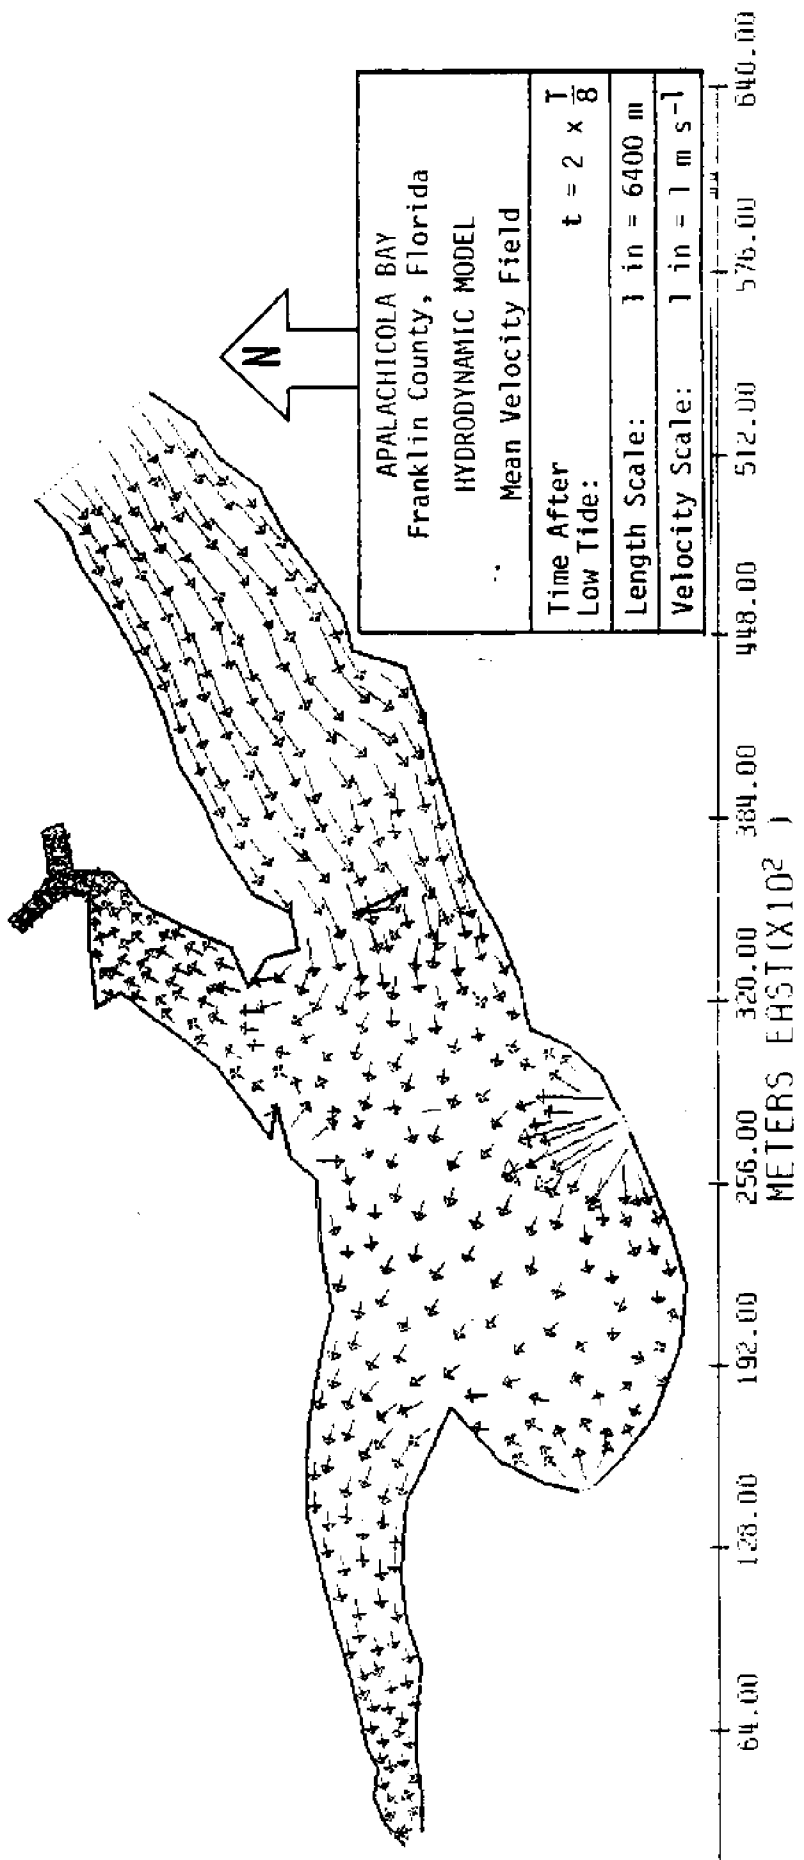 N
APALACHICOLA BAY
Franklin County, Florida
HYDRODYNAMIC MODEL
Mean Velocity Field
Time After
Low Tide: t = 2 x T/8
Length Scale: 1 in = 6400 m
Velocity Scale: 1 in = 1 m s-1
64.00 128.00 192.00 256.00 320.00 384.00 448.00 512.00 576.00 640.00
METERS EAST (X10² )